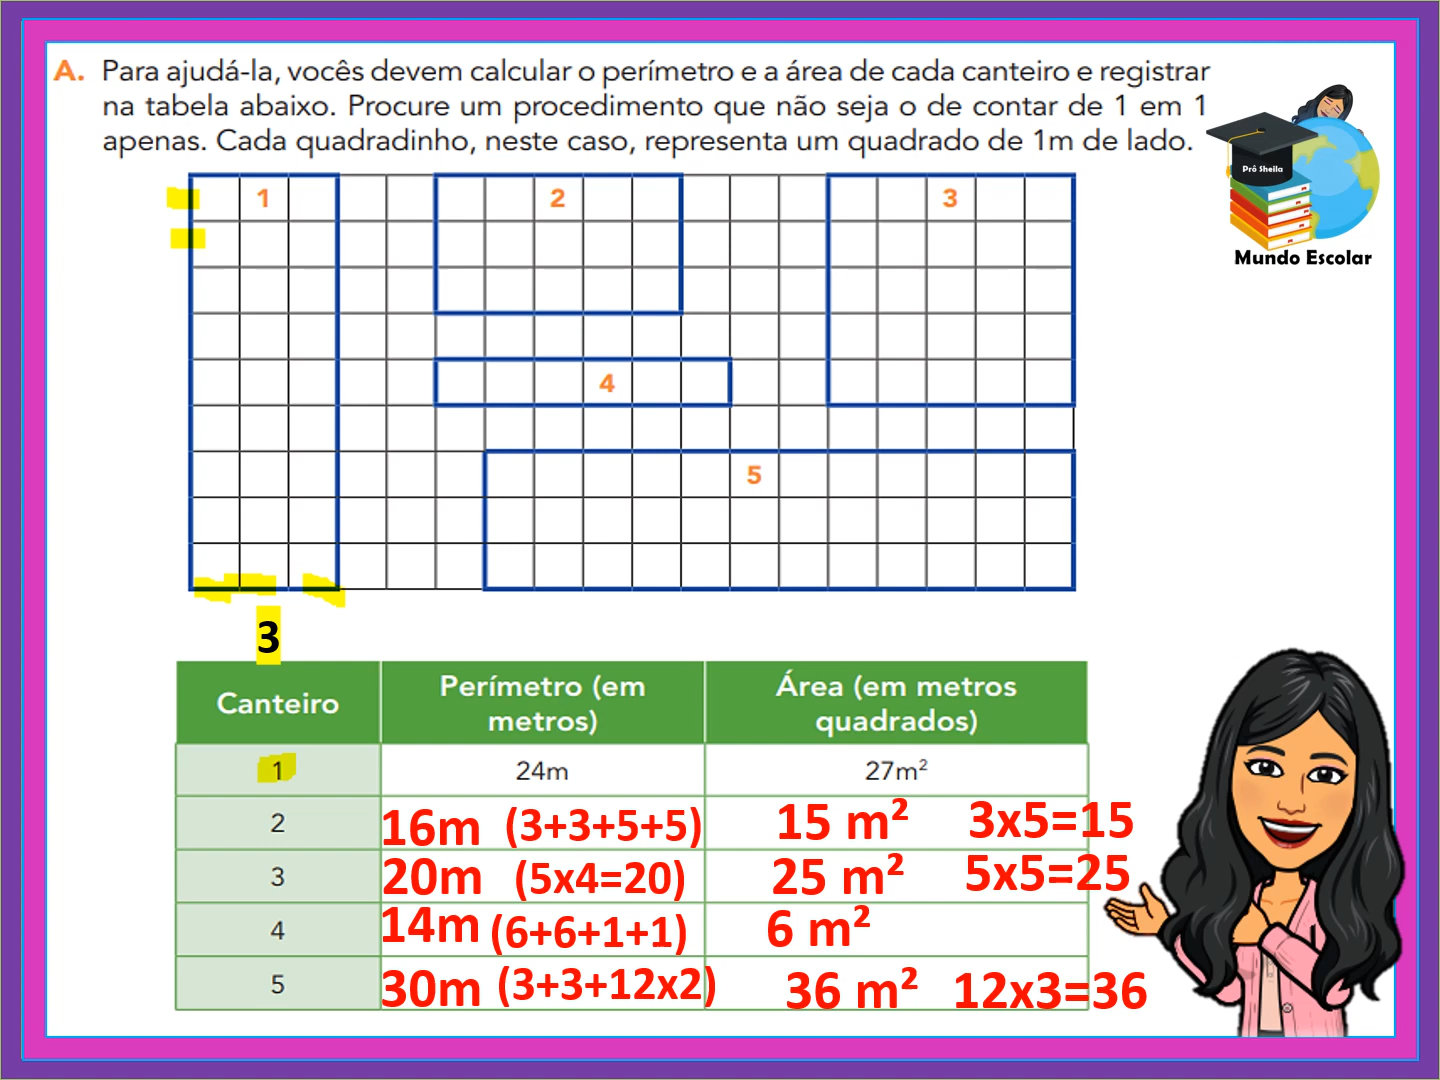 A. Para ajudá-la, vocês devem calcular o perímetro e a área de cada canteiro e registrar
na tabela abaixo. Procure um procedimento que não seja o de contar de 1 em 1
apenas. Cada quadradinho, neste caso, representa um quadrado de 1m de lado.
Prô Sheila
Mundo Escolar
1 2 3
4
5
3
Canteiro Perímetro (em metros) Área (em metros quadrados)
1 24m 27m²
2 16m (3+3+5+5) 15 m² 3x5=15
3 20m (5x4=20) 25 m² 5x5=25
4 14m (6+6+1+1) 6 m²
5 30m (3+3+12x2) 36 m² 12x3=36